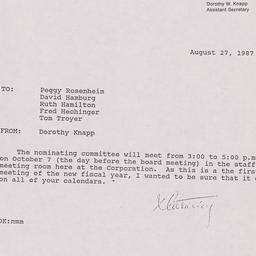 Dorothy W. Knapp
Assistant Secretary
August 27, 1987
TO: Peggy Rosenheim
David Hamburg
Ruth Hamilton
Fred Hechinger
Tom Troyer
FROM: Dorothy Knapp
The nominating committee will meet from 3:00 to 5:00 p.m
on October 7 (the day before the board meeting) in the staff
meeting room here at the Corporation. As this is a the firs
meeting of the new fiscal year, I wanted to be sure that it
on all of your calendars.
DK:mmm